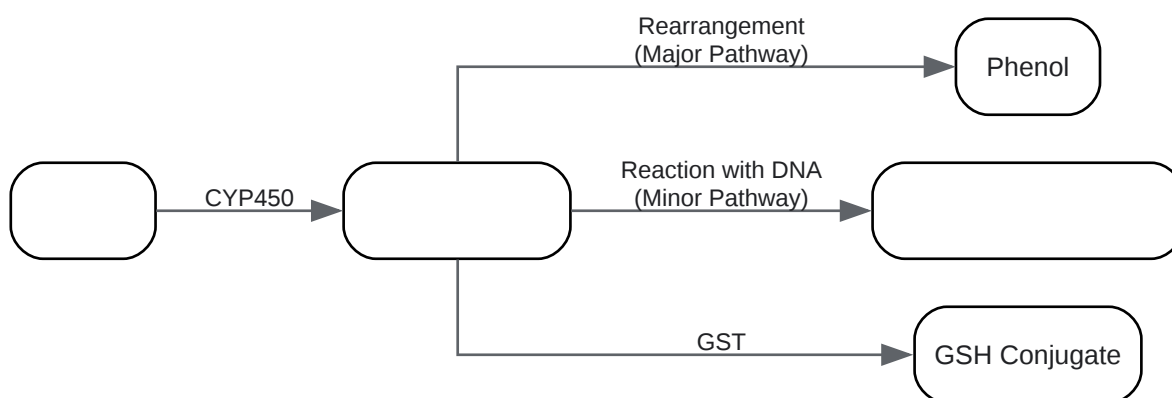 Rearrangement
(Major Pathway)
Phenol
CYP450
Reaction with DNA
(Minor Pathway)
GST
GSH Conjugate